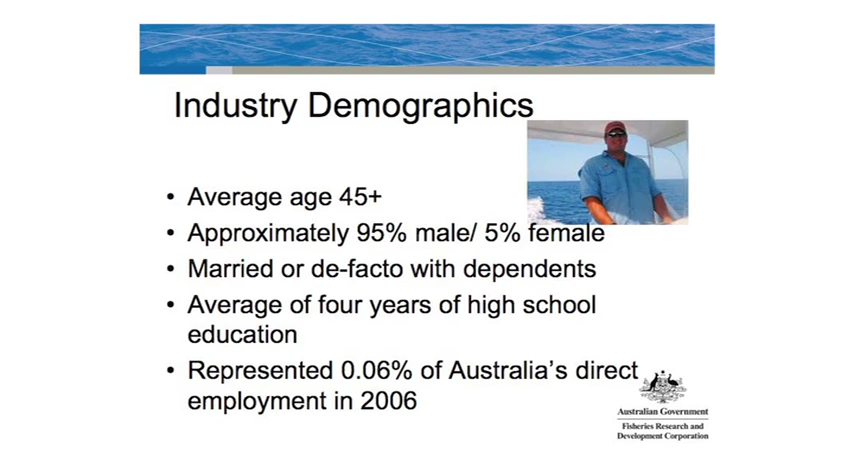 Industry Demographics
• Average age 45+
• Approximately 95% male/ 5% female
• Married or de-facto with dependents
• Average of four years of high school
education
• Represented 0.06% of Australia's direct
employment in 2006
Australian Government
Fisheries Research and
Development Corporation